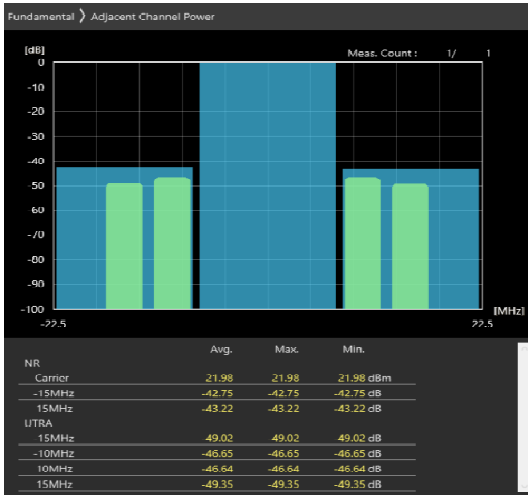 Fundamental ❯ Adjacent Channel Power
[dB]
Meas. Count : 1/ 1
0
-10
-20
-30
-40
-50
-60
-70
-80
-90
-100
[MHz]
-22.5 22.5
Avg. Max. Min.
NR
Carrier 21.98 21.98 21.98 dBm
-15MHz -42.75 -42.75 -42.75 dB
15MHz -43.22 -43.22 -43.22 dB
UTRA
15MHz 49.02 49.02 49.02 dB
-10MHz -46.65 -46.65 -46.65 dB
10MHz -46.64 -46.64 -46.64 dB
15MHz -49.35 -49.35 -49.35 dB